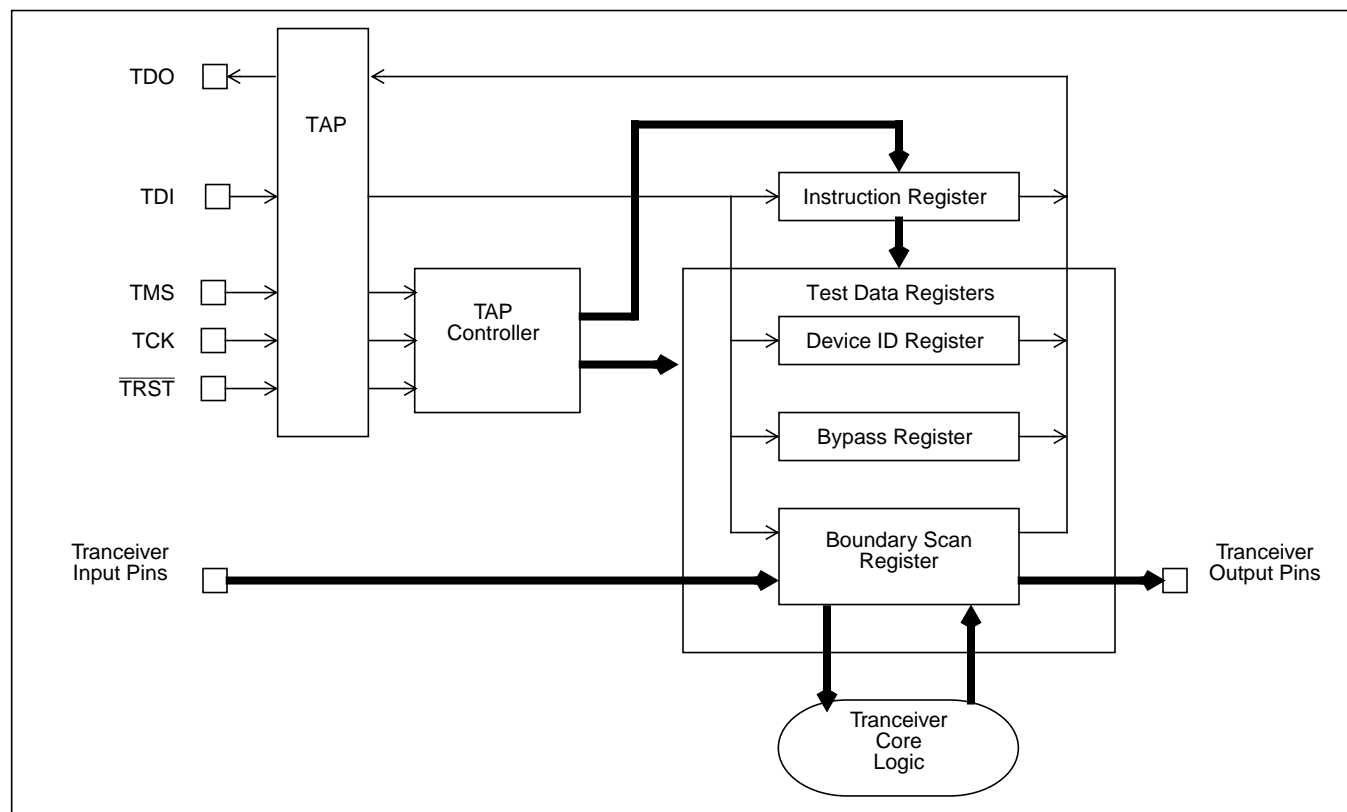 TDO
TAP
TDI
Instruction Register
TMS
TCK
TRST
TAP
Controller
Test Data Registers
Device ID Register
Bypass Register
Boundary Scan
Register
Tranceiver
Input Pins
Tranceiver
Output Pins
Tranceiver
Core
Logic